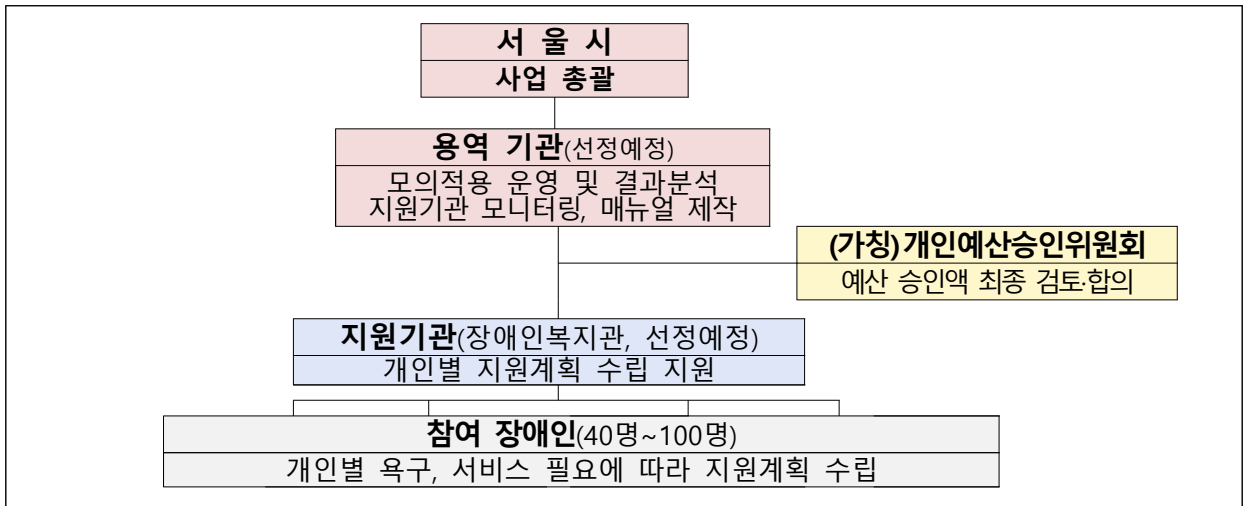 서 울 시
사업 총괄
용역 기관(선정예정)
모의적용 운영 및 결과분석
지원기관 모니터링, 매뉴얼 제작
(가칭)개인예산승인위원회
예산 승인액 최종 검토·합의
지원기관(장애인복지관, 선정예정)
개인별 지원계획 수립 지원
참여 장애인(40명~100명)
개인별 욕구, 서비스 필요에 따라 지원계획 수립